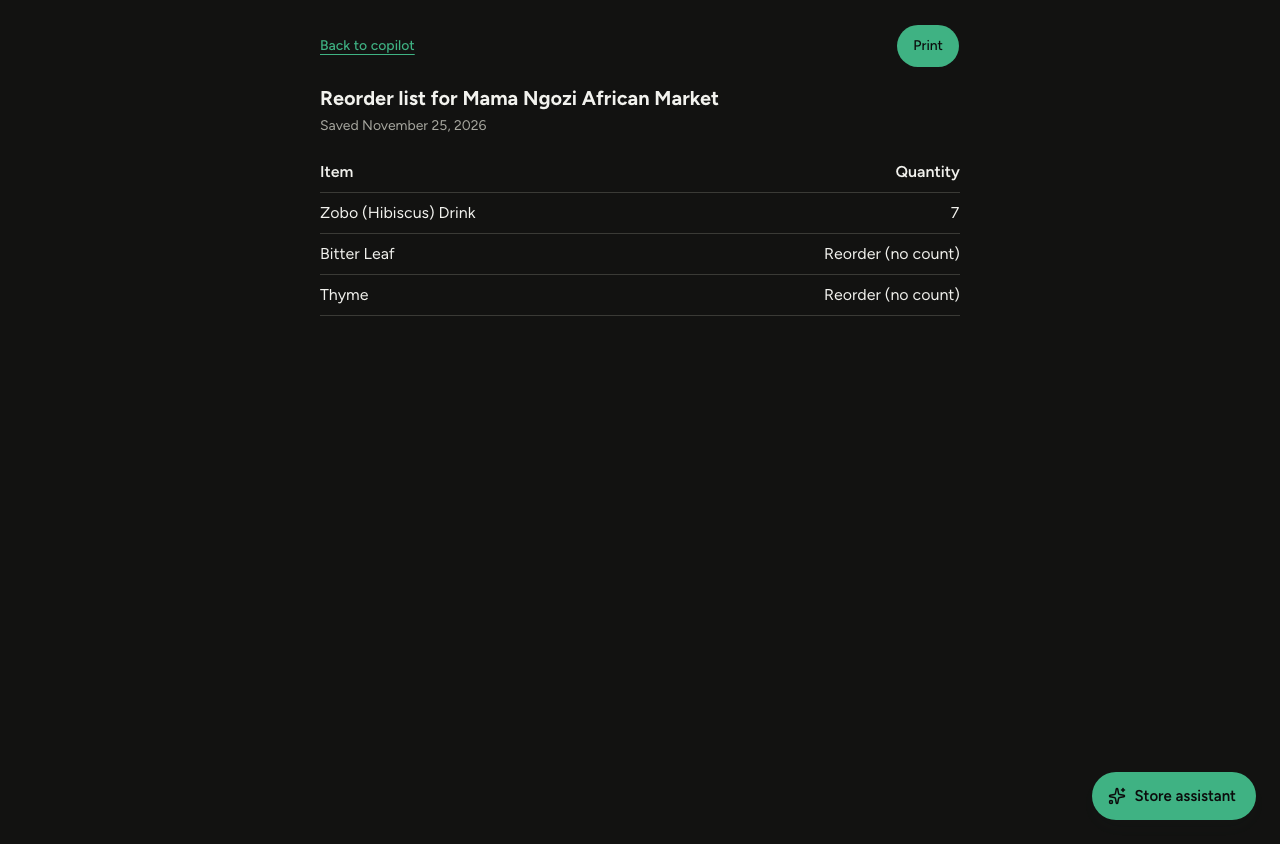 Back to copilot
Print
Reorder list for Mama Ngozi African Market
Saved November 25, 2026
Item Quantity
Zobo (Hibiscus) Drink 7
Bitter Leaf Reorder (no count)
Thyme Reorder (no count)
Store assistant